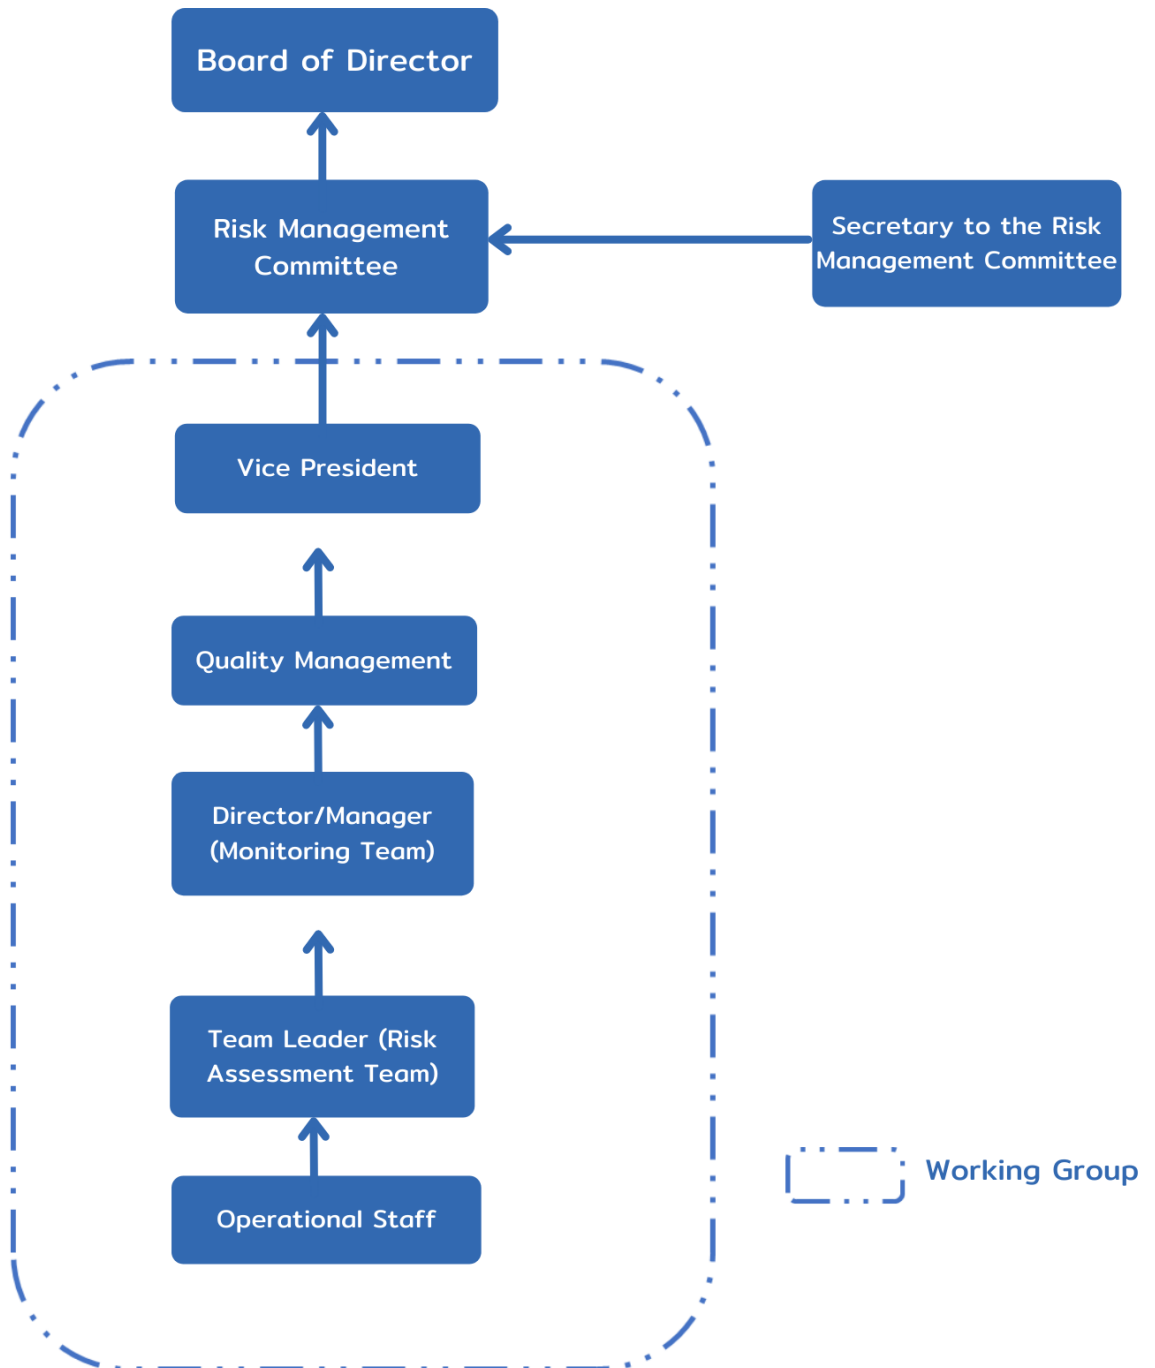 Board of Director
Risk Management
Committee
Secretary to the Risk
Management Committee
Vice President
Quality Management
Director/Manager
(Monitoring Team)
Team Leader (Risk
Assessment Team)
Operational Staff
Working Group